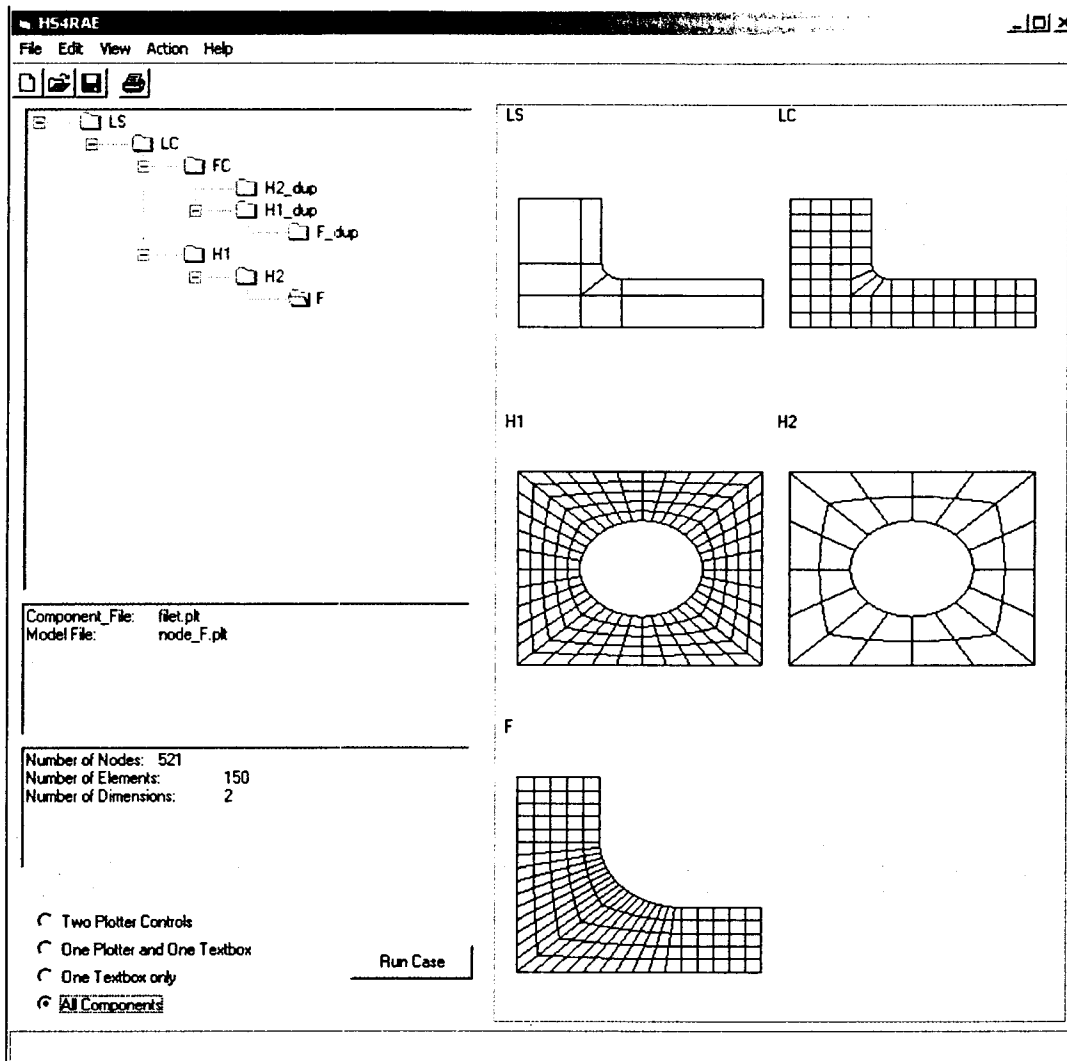 HS4RAE
File Edit View Action Help
LS
LC
FC
H2_dup
H1_dup
F_dup
H1
H2
F
Component_File: filet.plt
Model File: node_F.plt
Number of Nodes: 521
Number of Elements: 150
Number of Dimensions: 2
Two Plotter Controls
One Plotter and One Textbox
One Textbox only
All Components
Run Case
LS LC
H1 H2
F